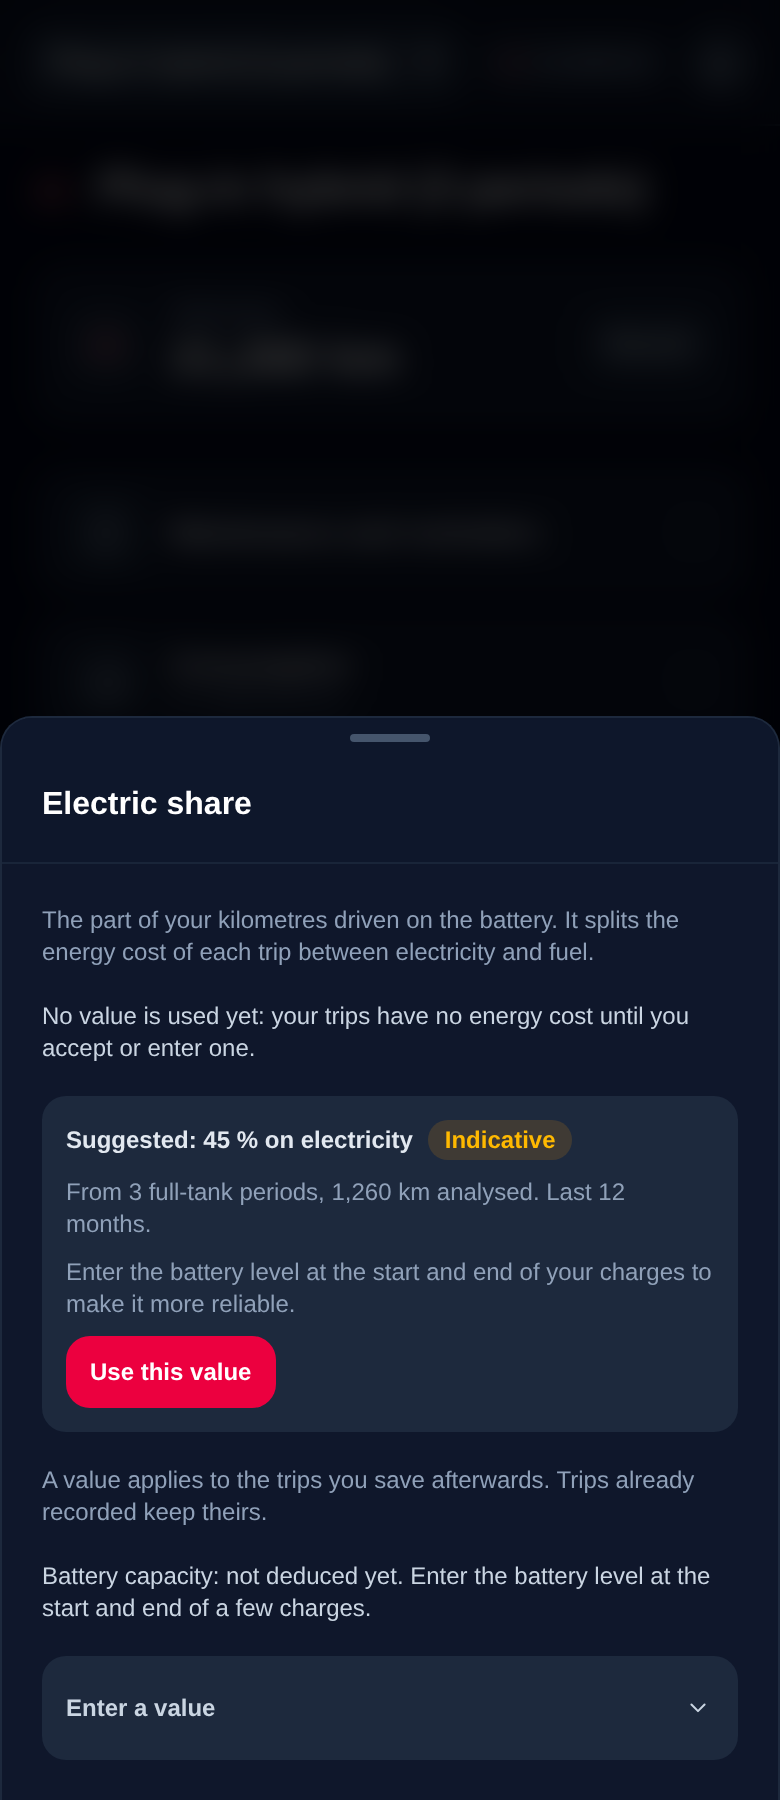 Electric share
The part of your kilometres driven on the battery. It splits the
energy cost of each trip between electricity and fuel.
No value is used yet: your trips have no energy cost until you
accept or enter one.
Suggested: 45 % on electricity Indicative
From 3 full-tank periods, 1,260 km analysed. Last 12
months.
Enter the battery level at the start and end of your charges to
make it more reliable.
Use this value
A value applies to the trips you save afterwards. Trips already
recorded keep theirs.
Battery capacity: not deduced yet. Enter the battery level at the
start and end of a few charges.
Enter a value